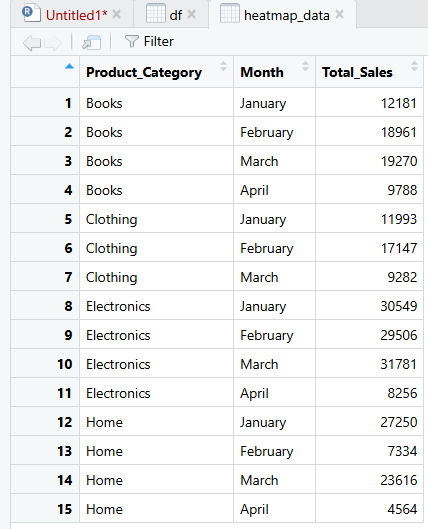 Untitled1* df heatmap_data
Filter
Product_Category Month Total_Sales
1 Books January 12181
2 Books February 18961
3 Books March 19270
4 Books April 9788
5 Clothing January 11993
6 Clothing February 17147
7 Clothing March 9282
8 Electronics January 30549
9 Electronics February 29506
10 Electronics March 31781
11 Electronics April 8256
12 Home January 27250
13 Home February 7334
14 Home March 23616
15 Home April 4564